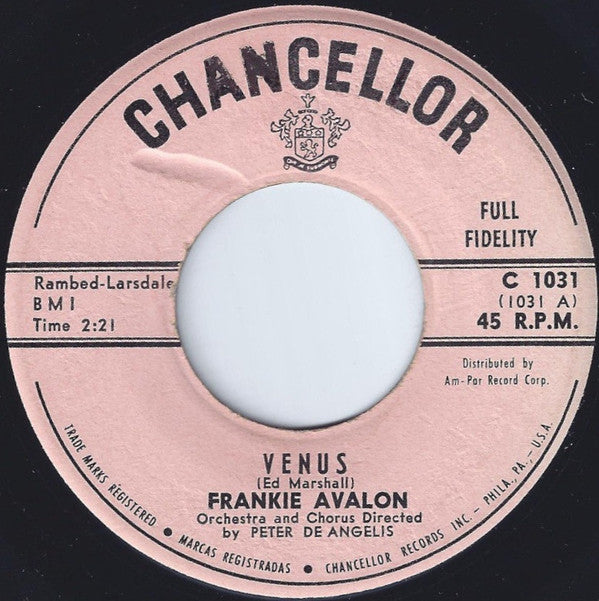 CHANCELLOR
FULL
FIDELITY
Rambed-Larsdale
BMI
Time 2:21
C 1031
(1031 A)
45 R.P.M.
Distributed by
Am-Par Record Corp.
VENUS
(Ed Marshall)
FRANKIE AVALON
Orchestra and Chorus Directed
by PETER DE ANGELIS
TRADE MARKS REGISTERED • MARCAS REGISTRADAS • CHANCELLOR RECORDS INC. - PHILA., PA., - U.S.A.